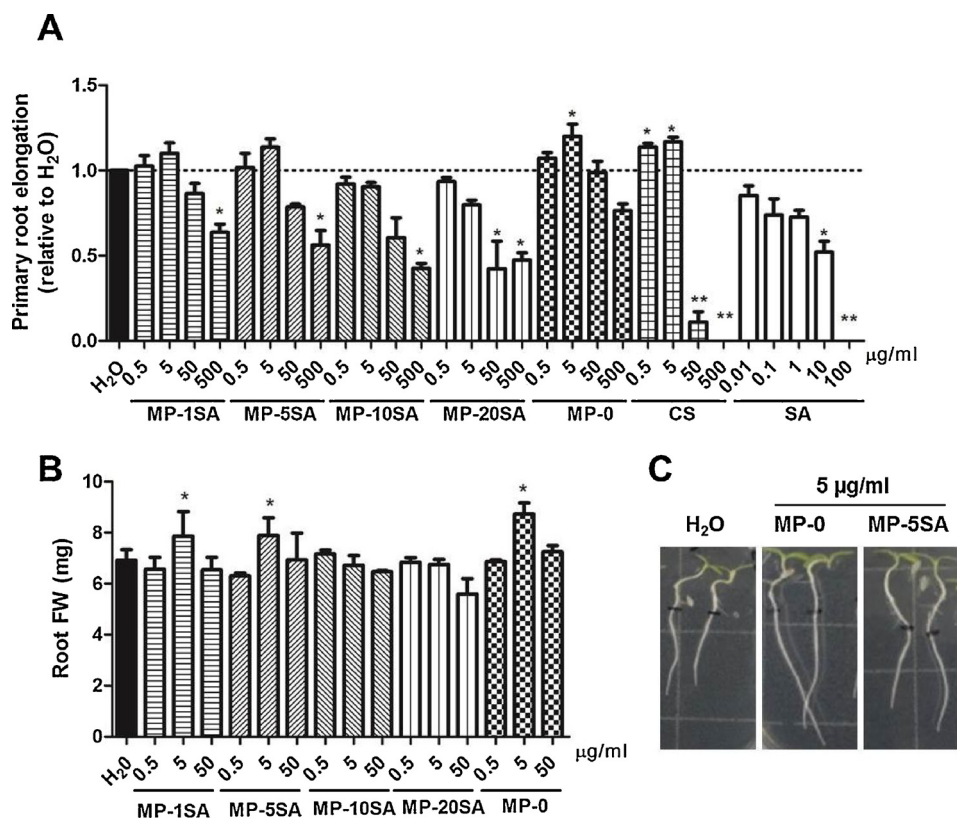 A
Primary root elongation
(relative to H₂O)
1.5
1.0
0.5
0.0
* * * * * * * * ** ** * **
H₂O 0.5 5 50 500 0.5 5 50 500 0.5 5 50 500 0.5 5 50 500 0.5 5 50 500 0.5 5 50 500 0.01 0.1 1 10 100 µg/ml
MP-1SA MP-5SA MP-10SA MP-20SA MP-0 CS SA
B
Root FW (mg)
10
8
6
4
2
0
* * *
H₂0 0.5 5 50 0.5 5 50 0.5 5 50 0.5 5 50 0.5 5 50 µg/ml
MP-1SA MP-5SA MP-10SA MP-20SA MP-0
C
5 µg/ml
H₂O MP-0 MP-5SA